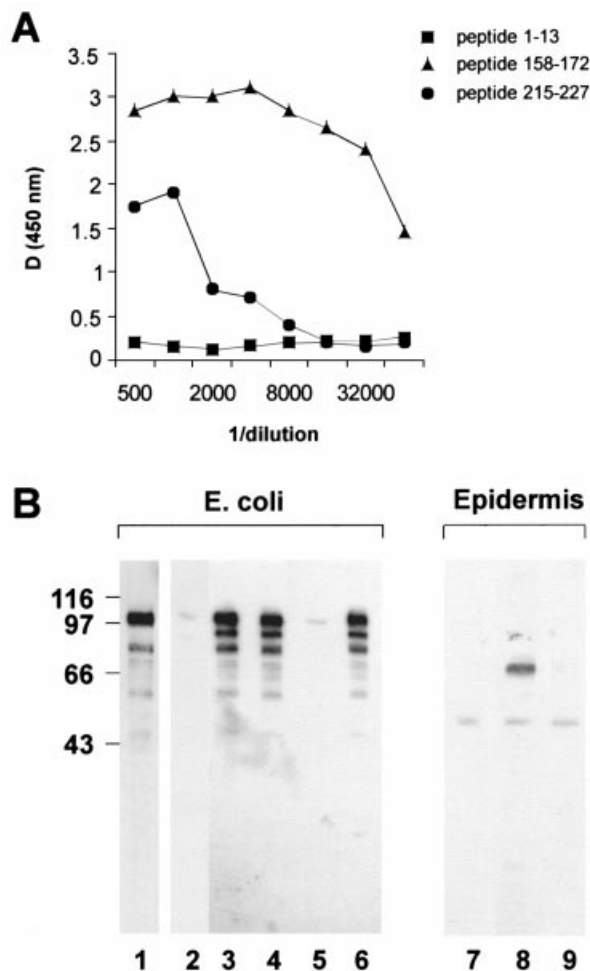 A
peptide 1-13
peptide 158-172
peptide 215-227
3.5
3
2.5
2
1.5
1
0.5
0
D (450 nm)
500 2000 8000 32000
1/dilution
B
E. coli Epidermis
116
97
66
43
1 2 3 4 5 6 7 8 9